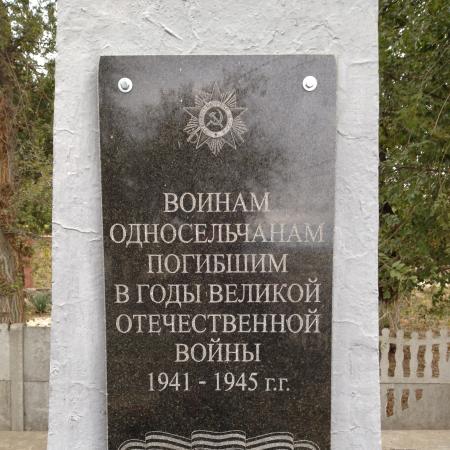 ВОИНАМ
ОДНОСЕЛЬЧАНАМ
ПОГИБШИМ
В ГОДЫ ВЕЛИКОЙ
ОТЕЧЕСТВЕННОЙ
ВОЙНЫ
1941 - 1945 г.г.